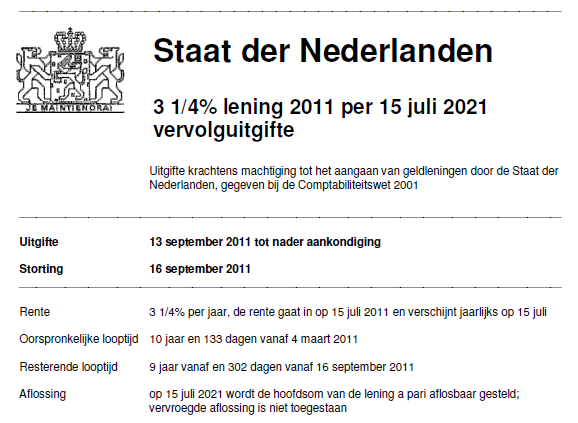 Staat der Nederlanden
JE MAINTIENDRAI
3 1/4% lening 2011 per 15 juli 2021
vervolguitgifte
Uitgifte krachtens machtiging tot het aangaan van geldleningen door de Staat der
Nederlanden, gegeven bij de Comptabiliteitswet 2001
Uitgifte 13 september 2011 tot nader aankondiging
Storting 16 september 2011
Rente 3 1/4% per jaar, de rente gaat in op 15 juli 2011 en verschijnt jaarlijks op 15 juli
Oorspronkelijke looptijd 10 jaar en 133 dagen vanaf 4 maart 2011
Resterende looptijd 9 jaar vanaf en 302 dagen vanaf 16 september 2011
Aflossing op 15 juli 2021 wordt de hoofdsom van de lening a pari aflosbaar gesteld;
vervroegde aflossing is niet toegestaan